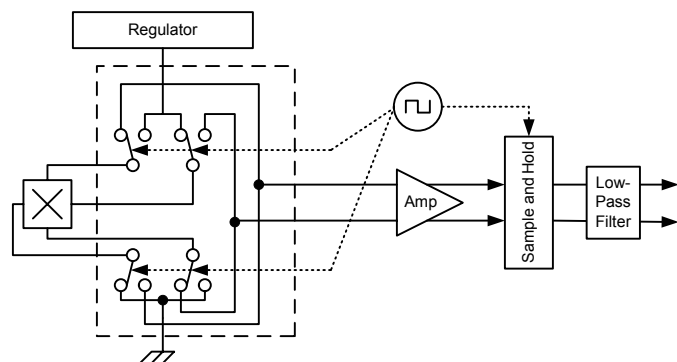 Regulator
Amp
Sample and Hold
Low-
Pass
Filter